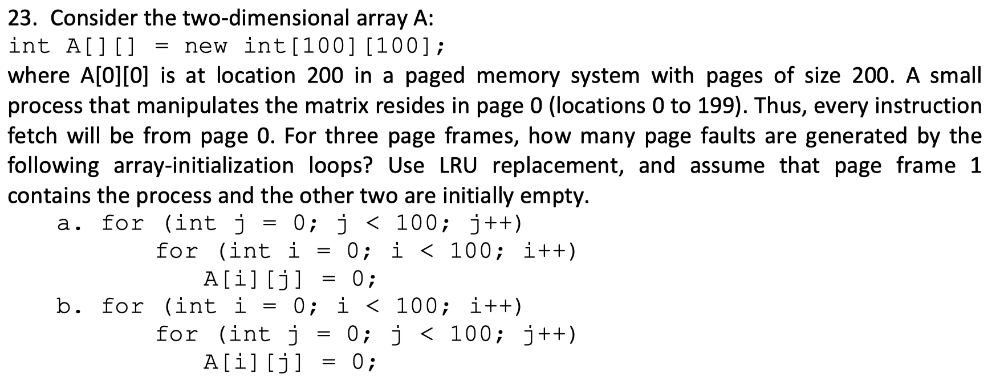 23. Consider the two-dimensional array A:
int A[][] = new int[100][100];
where A[0][0] is at location 200 in a paged memory system with pages of size 200. A small
process that manipulates the matrix resides in page 0 (locations 0 to 199). Thus, every instruction
fetch will be from page 0. For three page frames, how many page faults are generated by the
following array-initialization loops? Use LRU replacement, and assume that page frame 1
contains the process and the other two are initially empty.
a. for (int j = 0; j < 100; j++)
for (int i = 0; i < 100; i++)
A[i][j] = 0;
b. for (int i = 0; i < 100; i++)
for (int j = 0; j < 100; j++)
A[i][j] = 0;